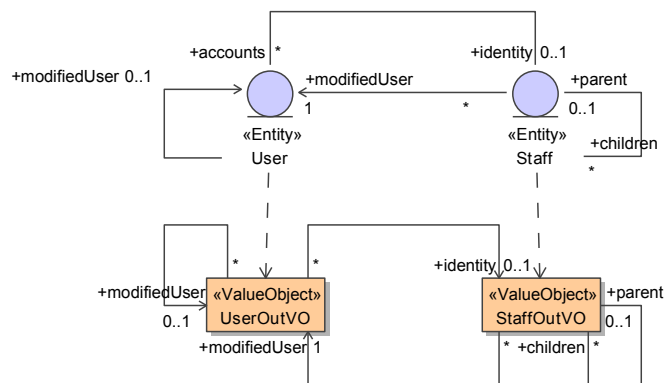 +accounts *
+identity 0..1
+modifiedUser 0..1
+modifiedUser
+parent
1
*
0..1
«Entity»
User
«Entity»
Staff
+children
*
*
*
+identity 0..1
+modifiedUser
0..1
«ValueObject»
UserOutVO
«ValueObject»
StaffOutVO
+parent
0..1
+modifiedUser 1
* +children *